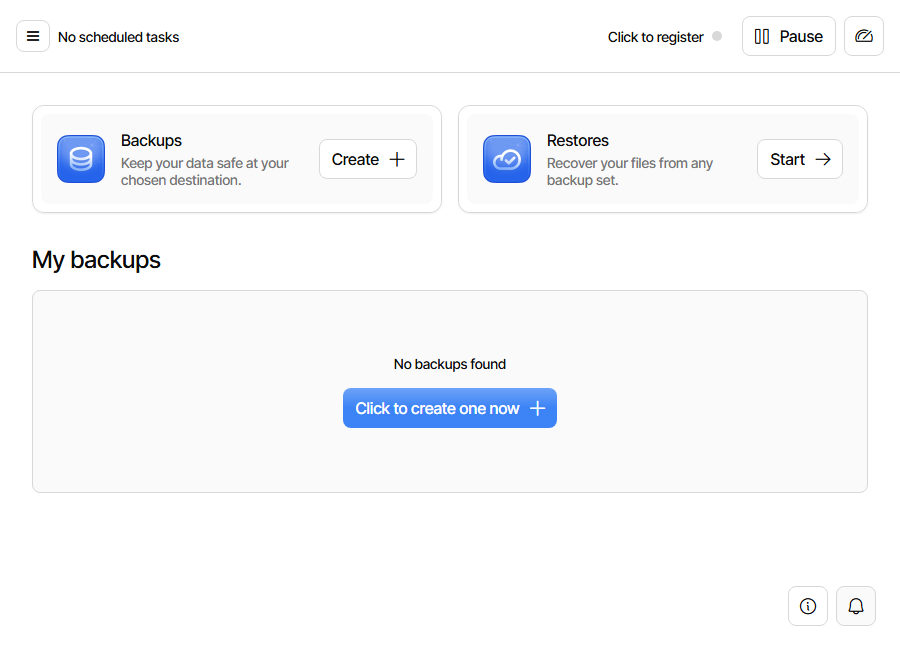 No scheduled tasks
Click to register
Pause
Backups
Keep your data safe at your
chosen destination.
Create
Restores
Recover your files from any
backup set.
Start
My backups
No backups found
Click to create one now